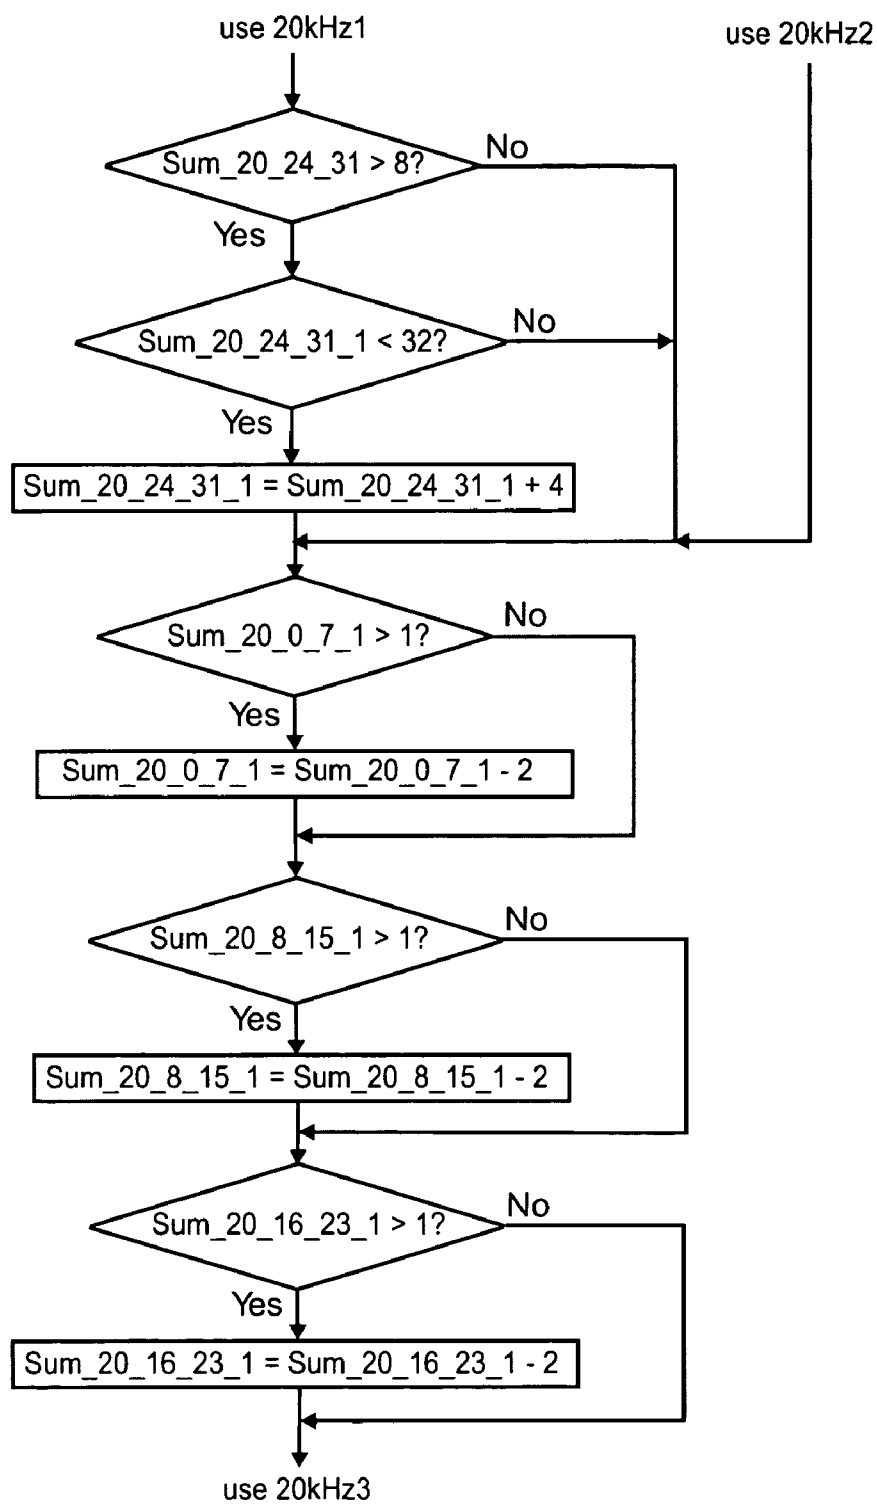 use 20kHz1
use 20kHz2
Sum_20_24_31 > 8?
No
Yes
Sum_20_24_31_1 < 32?
No
Yes
Sum_20_24_31_1 = Sum_20_24_31_1 + 4
Sum_20_0_7_1 > 1?
No
Yes
Sum_20_0_7_1 = Sum_20_0_7_1 - 2
Sum_20_8_15_1 > 1?
No
Yes
Sum_20_8_15_1 = Sum_20_8_15_1 - 2
Sum_20_16_23_1 > 1?
No
Yes
Sum_20_16_23_1 = Sum_20_16_23_1 - 2
use 20kHz3